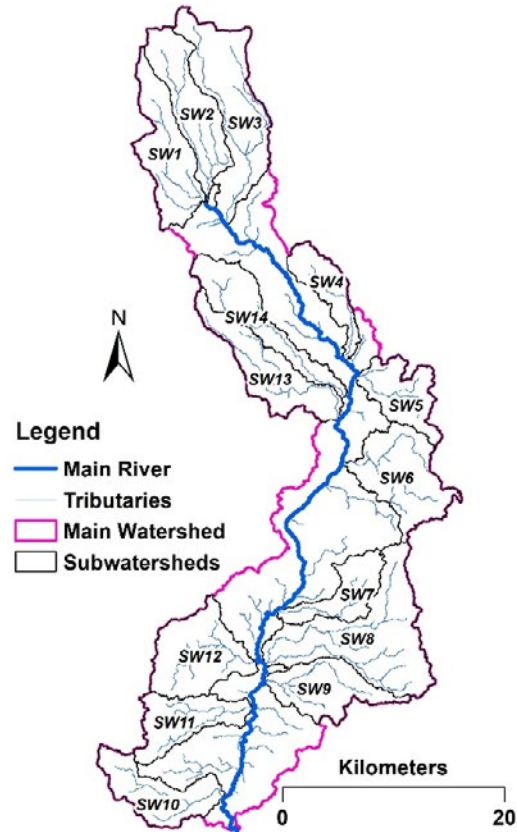 SW2
SW3
SW1
SW4
SW14
N
SW13
SW5
Legend
Main River
SW6
Tributaries
Main Watershed
Subwatersheds
SW7
SW8
SW12
SW9
SW11
Kilometers
SW10
0 20